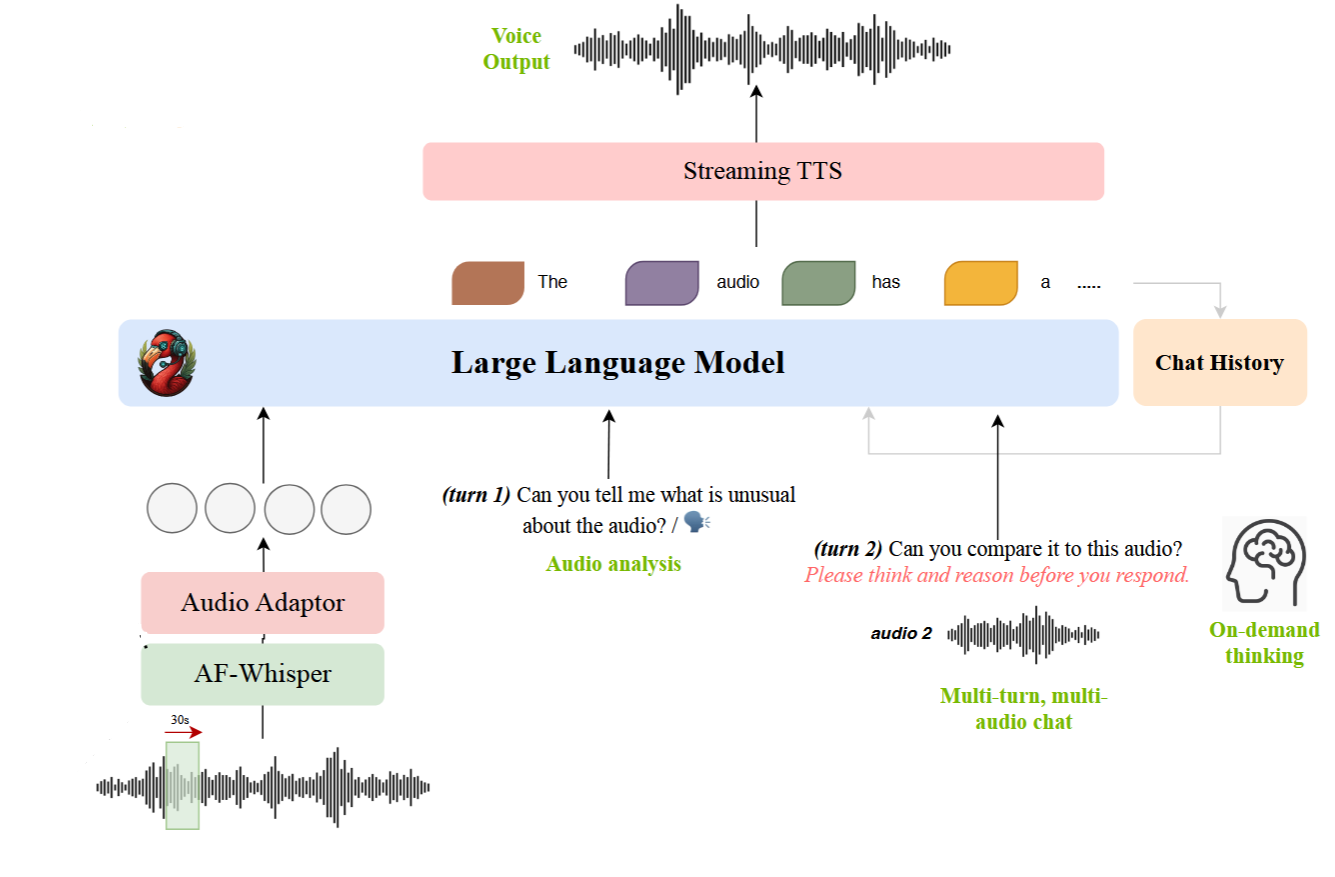 Voice
Output
Streaming TTS
The audio has a .....
Large Language Model
Chat History
(turn 1) Can you tell me what is unusual
about the audio? /
Audio analysis
(turn 2) Can you compare it to this audio?
Please think and reason before you respond.
audio 2
Multi-turn, multi-
audio chat
On-demand
thinking
Audio Adaptor
AF-Whisper
30s